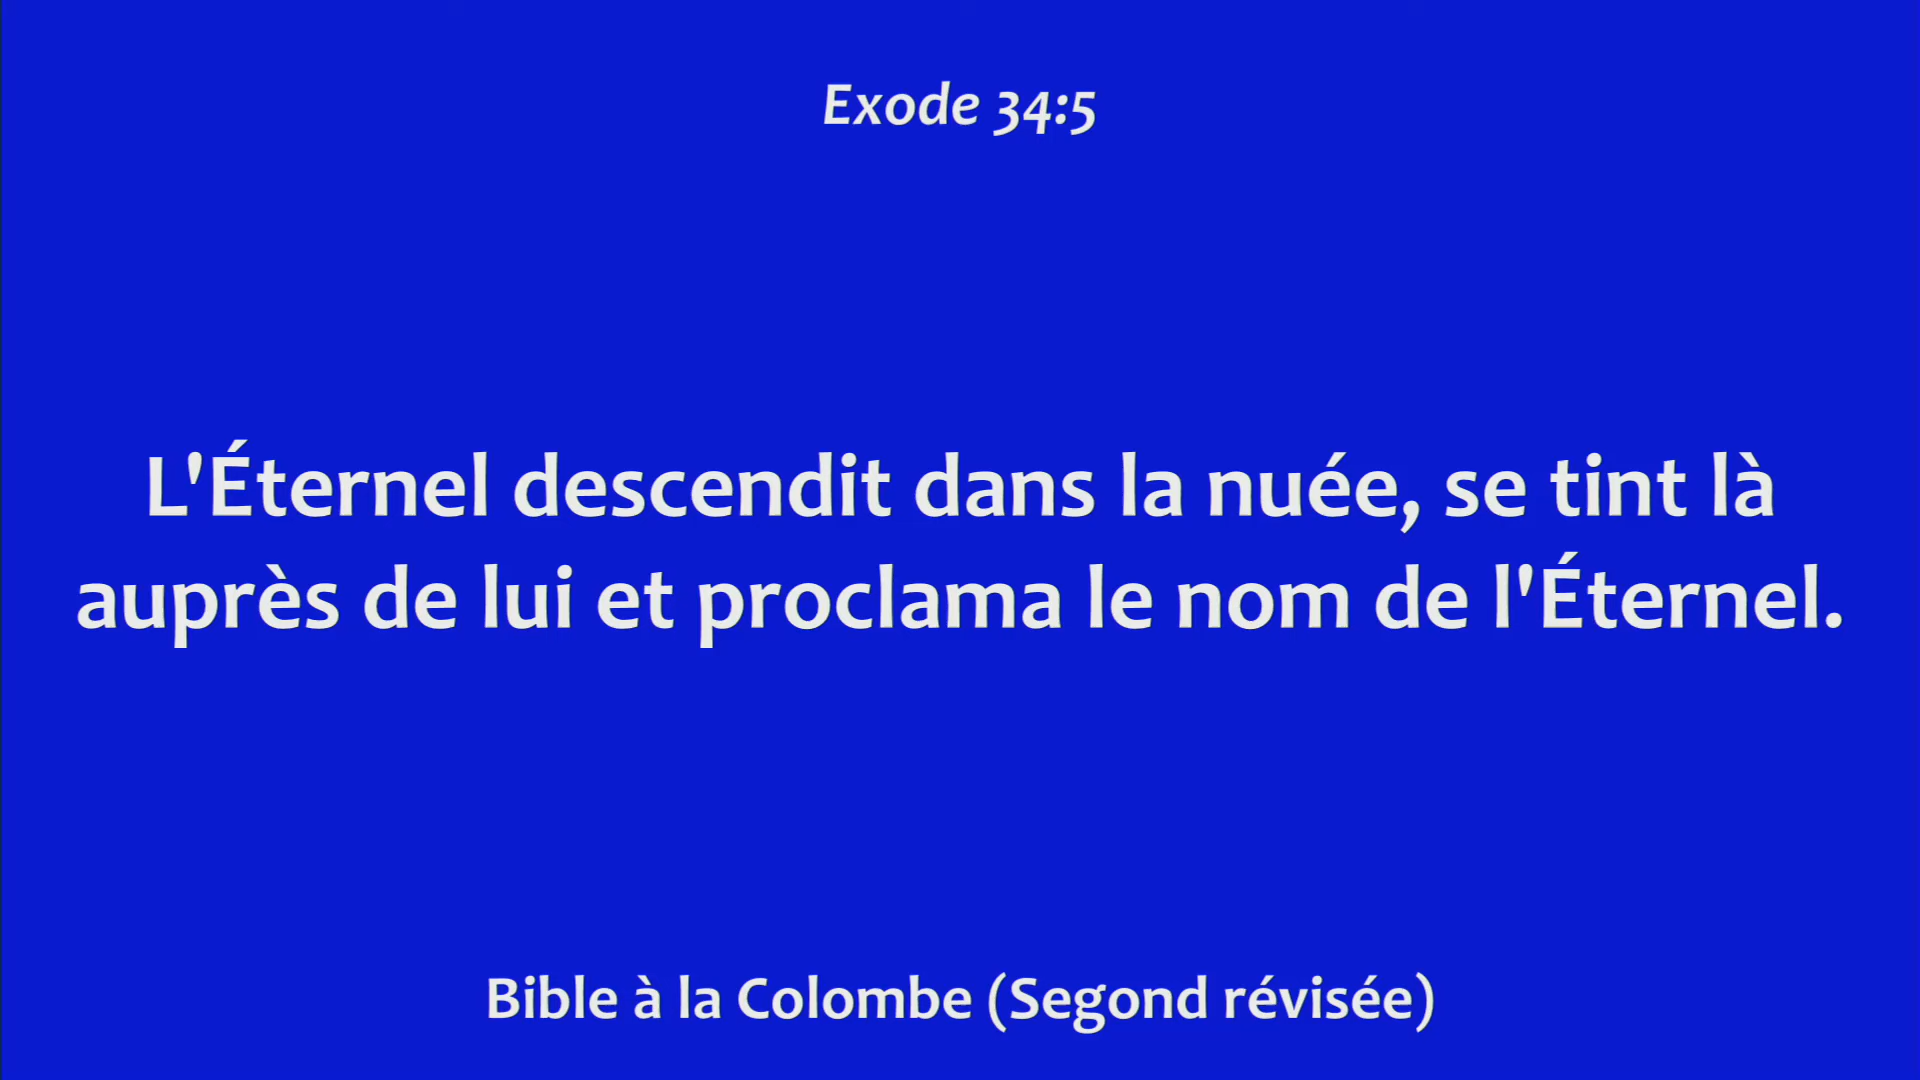 Exode 34:5
L'Éternel descendit dans la nuée, se tint là
auprès de lui et proclama le nom de l'Éternel.
Bible à la Colombe (Segond révisée)